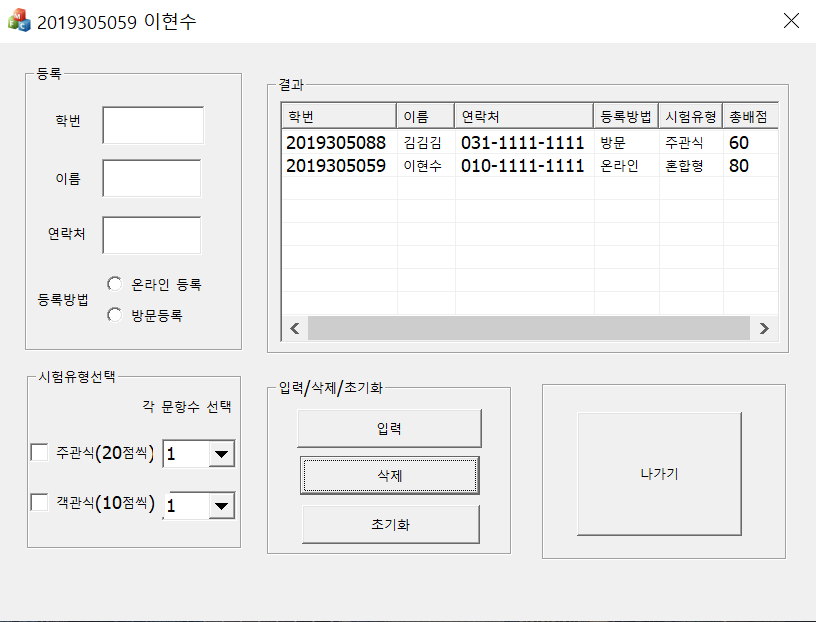 2019305059 이현수
등록
학번
이름
연락처
등록방법
온라인 등록
방문등록
결과
학번 이름 연락처 등록방법 시험유형 총배점
2019305088 김김김 031-1111-1111 방문 주관식 60
2019305059 이현수 010-1111-1111 온라인 혼합형 80
시험유형선택
각 문항수 선택
주관식(20점씩) 1
객관식(10점씩) 1
입력/삭제/초기화
입력
삭제
초기화
나가기